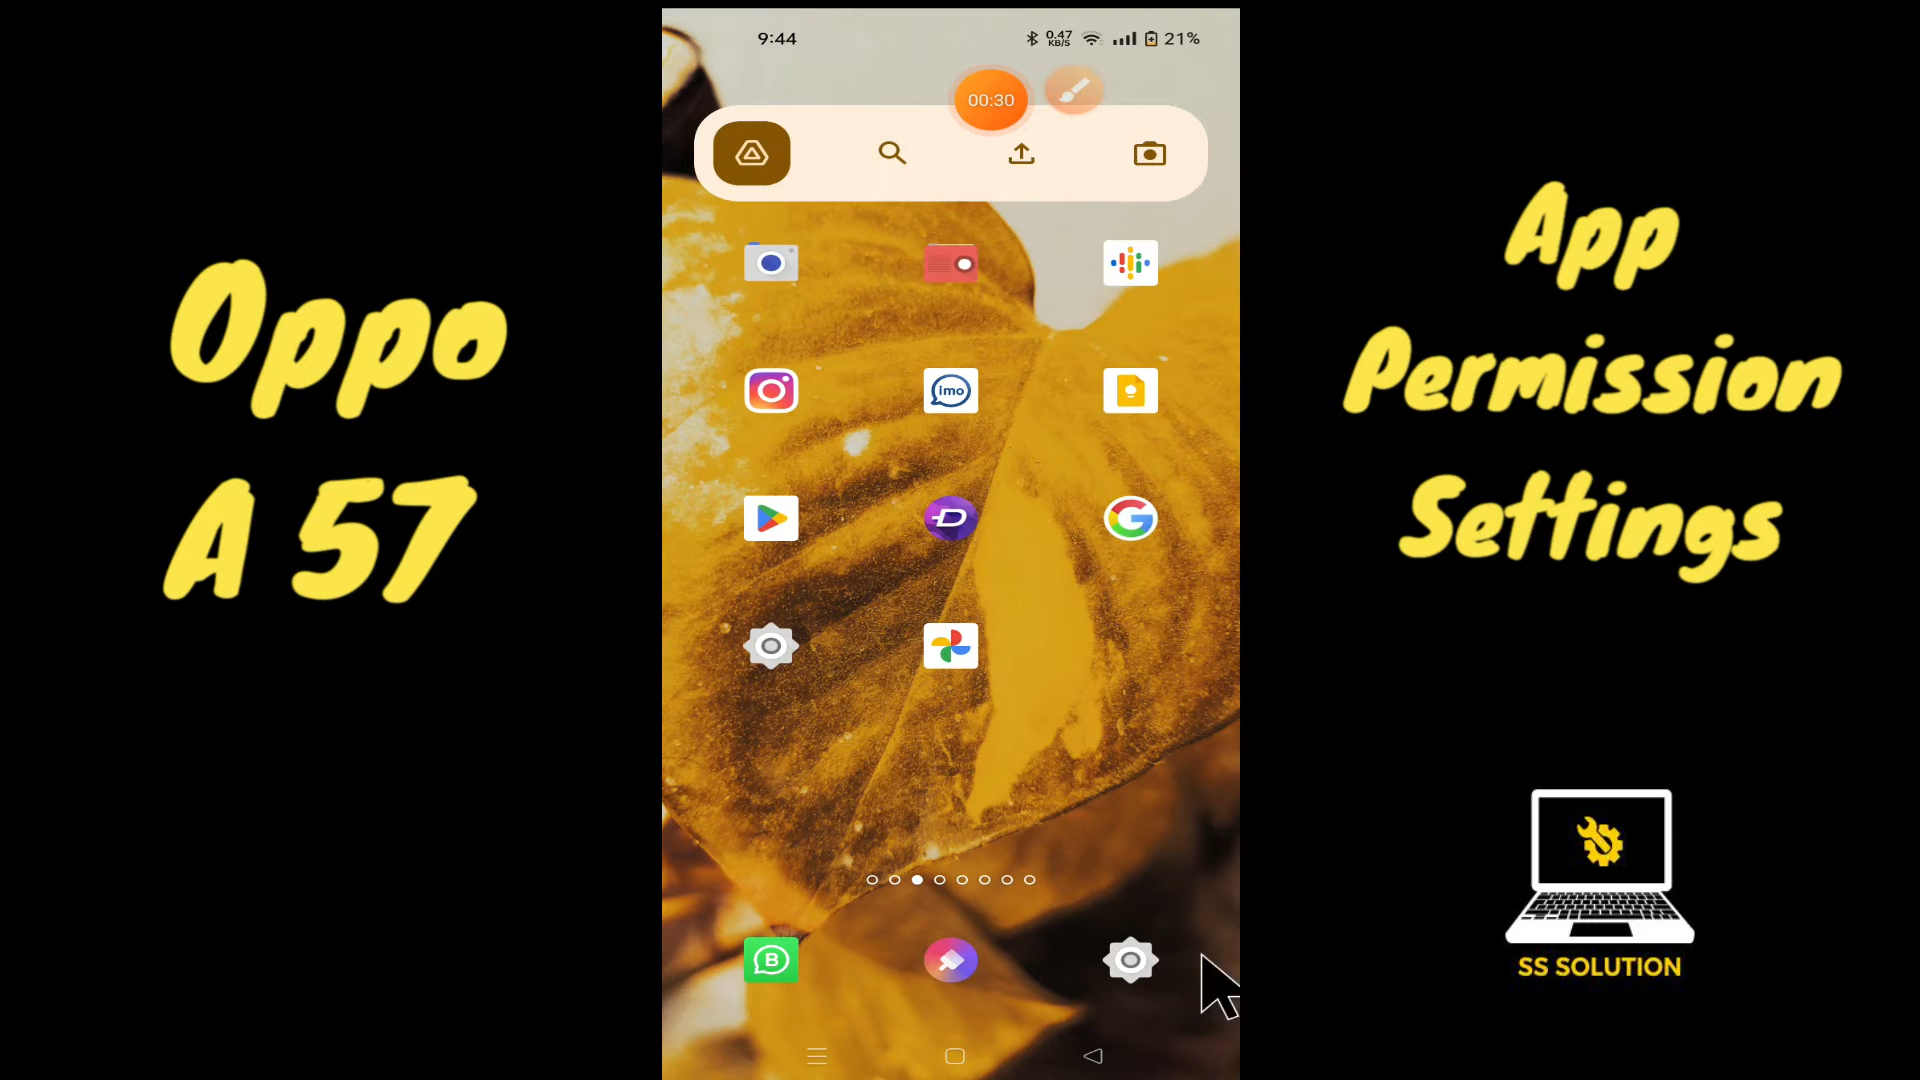 Oppo
A 57
9:44
0.47
KB/S
21%
00:30
imo
B
App
Permission
Settings
SS SOLUTION